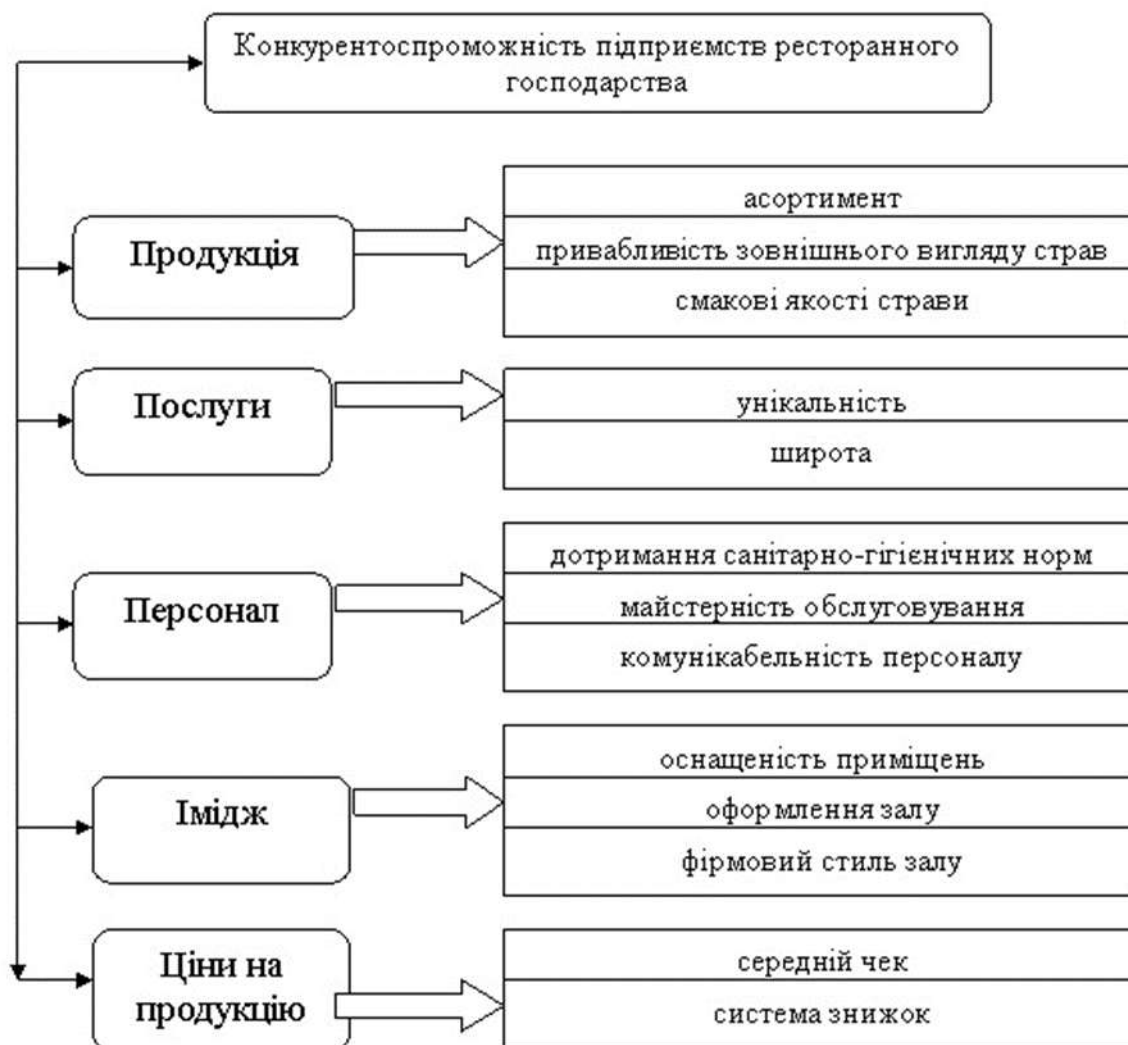 Конкурентоспроможність підприємств ресторанного
господарства
Продукція
асортимент
привабливість зовнішнього вигляду страв
смакові якості страви
Послуги
унікальність
широта
Персонал
дотримання санітарно-гігієнічних норм
майстерність обслуговування
комунікабельність персоналу
Імідж
оснащеність приміщень
оформлення залу
фірмовий стиль залу
Ціни на
продукцію
середній чек
система знижок